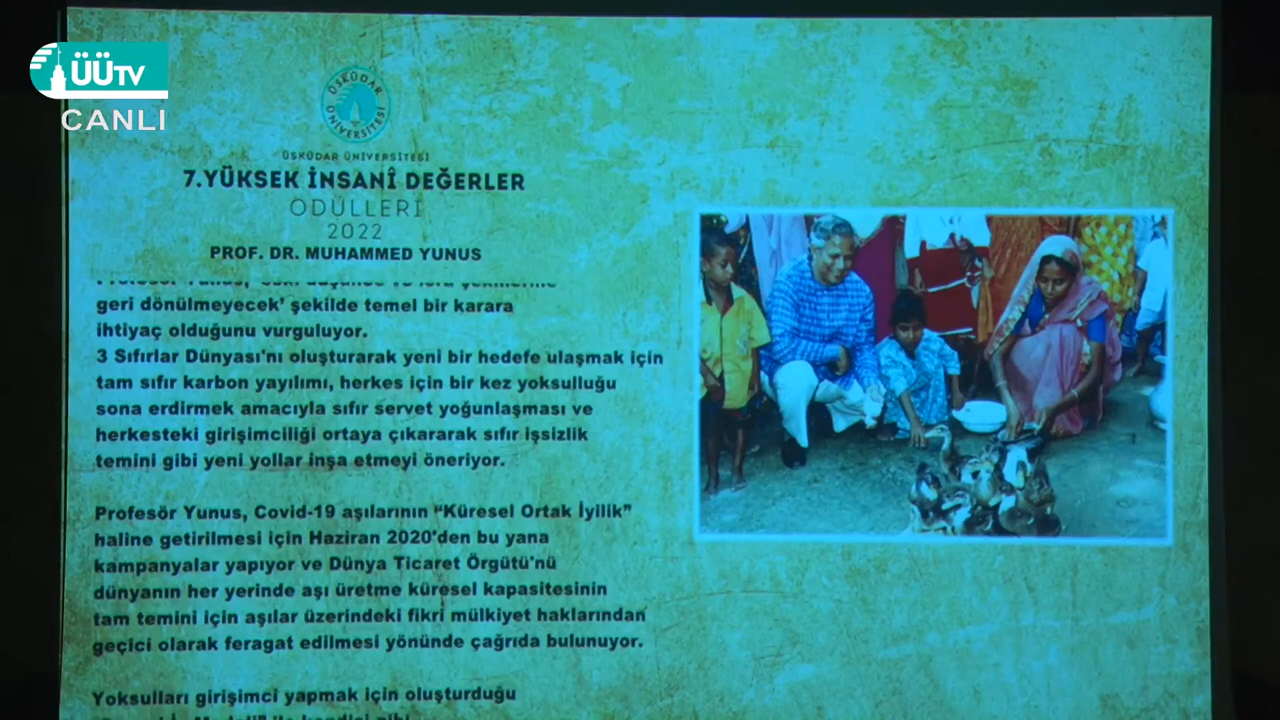 ÜÜTV
CANLI
ÜSKÜDAR ÜNİVERSİTESİ
ÜSKÜDAR ÜNİVERSİTESİ
7.YÜKSEK İNSANÎ DEĞERLER
ÖDÜLLERİ
2022
PROF. DR. MUHAMMED YUNUS
Profesör Yunus,
geri dönülmeyecek’ şekilde temel bir karara
ihtiyaç olduğunu vurguluyor.
3 Sıfırlar Dünyası'nı oluşturarak yeni bir hedefe ulaşmak için
tam sıfır karbon yayılımı, herkes için bir kez yoksulluğu
sona erdirmek amacıyla sıfır servet yoğunlaşması ve
herkesteki girişimciliği ortaya çıkararak sıfır işsizlik
temini gibi yeni yollar inşa etmeyi öneriyor.
Profesör Yunus, Covid-19 aşılarının “Küresel Ortak İyilik”
haline getirilmesi için Haziran 2020'den bu yana
kampanyalar yapıyor ve Dünya Ticaret Örgütü'nü
dünyanın her yerinde aşı üretme küresel kapasitesinin
tam temini için aşılar üzerindeki fikri mülkiyet haklarından
geçici olarak feragat edilmesi yönünde çağrıda bulunuyor.
Yoksulları girişimci yapmak için oluşturduğu